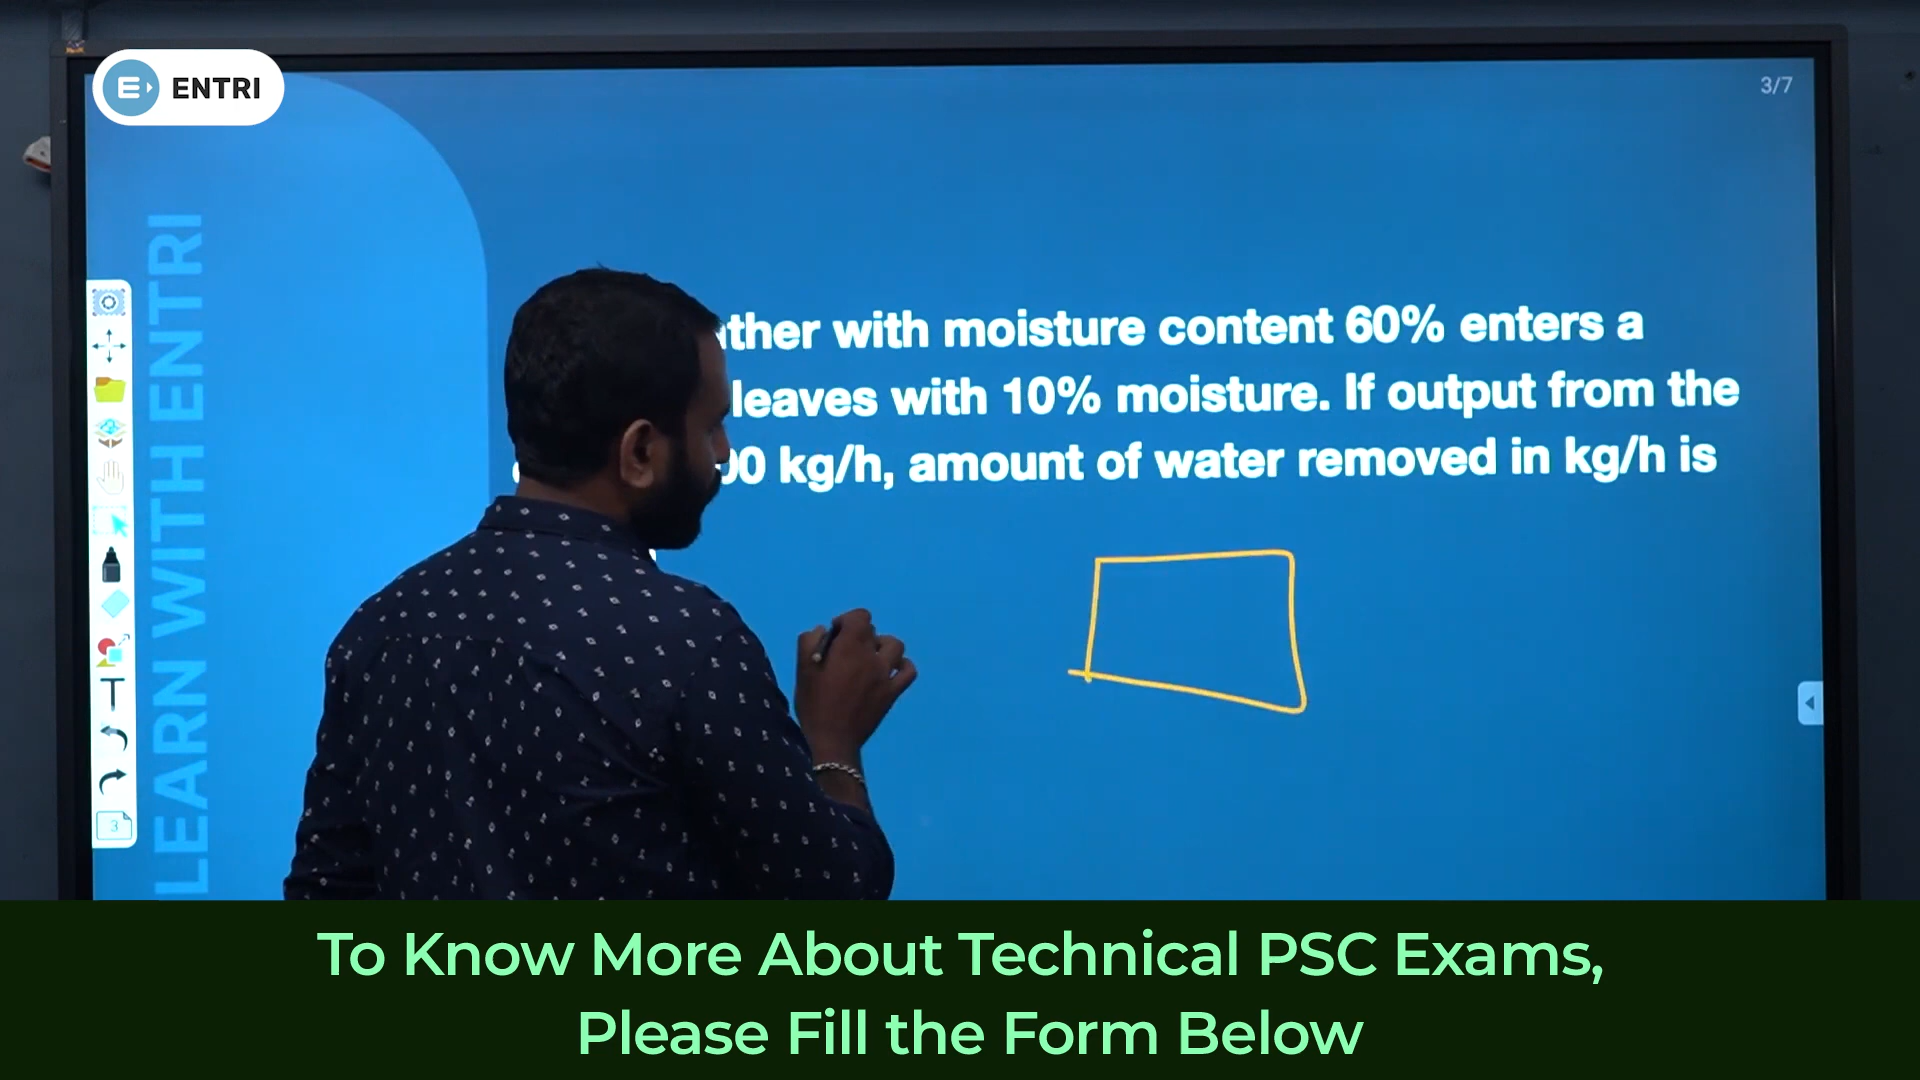 ENTRI
3/7
LEARN WITH ENTRI
with moisture content 60% enters a
leaves with 10% moisture. If output from the
kg/h, amount of water removed in kg/h is
T
3
To Know More About Technical PSC Exams,
Please Fill the Form Below